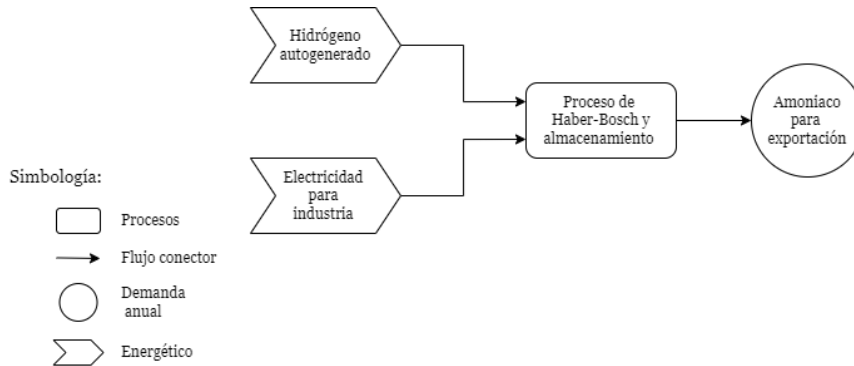 Hidrógeno
autogenerado
Proceso de
Haber-Bosch y
almacenamiento
Amoniaco
para
exportación
Electricidad
para
industria
Simbología:
Procesos
Flujo conector
Demanda
anual
Energético